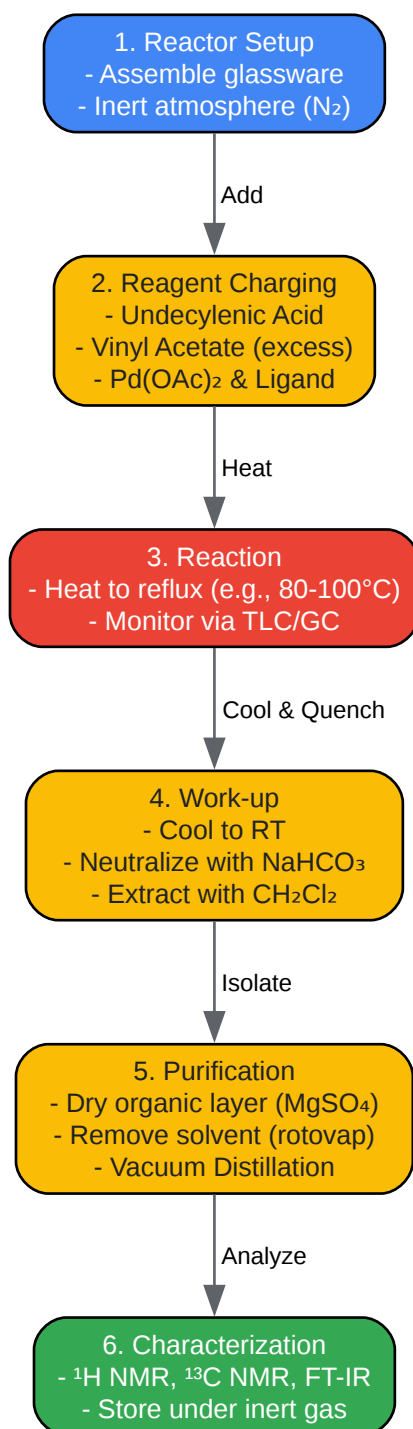 1. Reactor Setup
- Assemble glassware
- Inert atmosphere (N₂)
Add
2. Reagent Charging
- Undecylenic Acid
- Vinyl Acetate (excess)
- Pd(OAc)₂ & Ligand
Heat
3. Reaction
- Heat to reflux (e.g., 80-100°C)
- Monitor via TLC/GC
Cool & Quench
4. Work-up
- Cool to RT
- Neutralize with NaHCO₃
- Extract with CH₂Cl₂
Isolate
5. Purification
- Dry organic layer (MgSO₄)
- Remove solvent (rotovap)
- Vacuum Distillation
Analyze
6. Characterization
- ¹H NMR, ¹³C NMR, FT-IR
- Store under inert gas